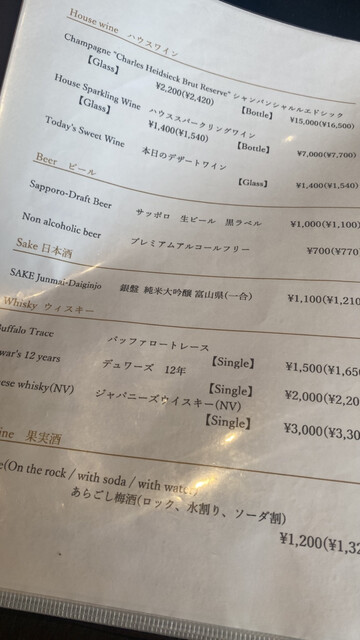 House wine ハウスワイン
Champagne "Charles Heidsieck Brut Reserve" シャンパンシャルルエドシック
【Glass】 ¥2,200(¥2,420) 【Bottle】 ¥15,000(¥16,500)
House Sparkling Wine ハウススパークリングワイン
【Glass】 ¥1,400(¥1,540) 【Bottle】 ¥7,000(¥7,700)
Today's Sweet Wine 本日のデザートワイン
【Glass】 ¥1,400(¥1,540)
Beer ビール
Sapporo-Draft Beer サッポロ 生ビール 黒ラベル ¥1,000(¥1,100)
Non alcoholic beer プレミアムアルコールフリー ¥700(¥770)
Sake 日本酒
SAKE Junmai-Daiginjo 銀盤 純米大吟醸 富山県(一合) ¥1,100(¥1,210
Whisky ウィスキー
Buffalo Trace バッファロートレース
【Single】 ¥1,500(¥1,65
war's 12 years デュワーズ 12年
【Single】 ¥2,000(¥2,20
ese whisky(NV) ジャパニーズウイスキー(NV)
【Single】 ¥3,000(¥3,30
ine 果実酒
e(On the rock / with soda / with water)
あらごし梅酒(ロック、水割り、ソーダ割)
¥1,200(¥1,32